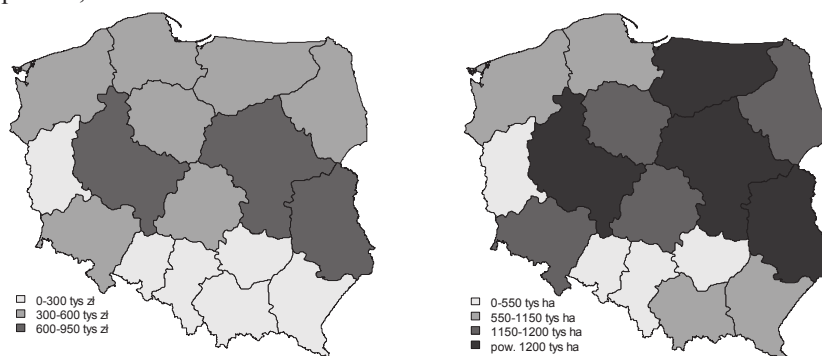 0-300 tys zł
300-600 tys zł
600-950 tys zł
0-550 tys ha
550-1150 tys ha
1150-1200 tys ha
pow. 1200 tys ha